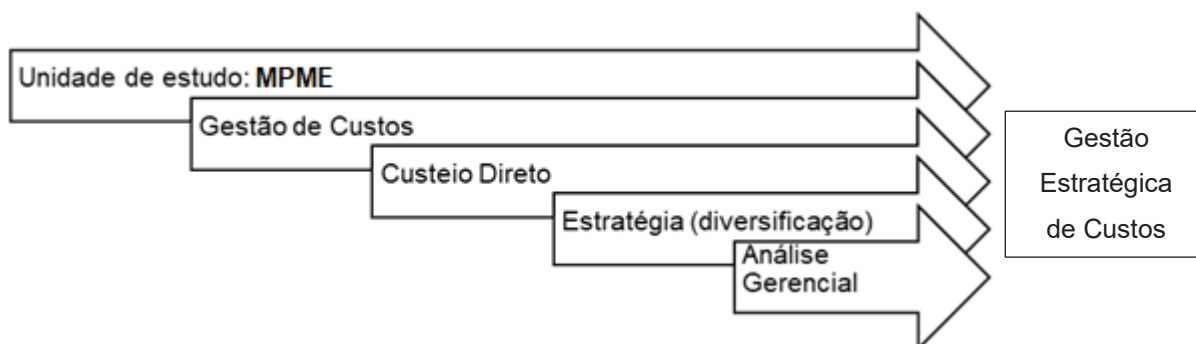 Unidade de estudo: MPME
Gestão de Custos
Custeio Direto
Estratégia (diversificação)
Análise
Gerencial
Gestão
Estratégica
de Custos